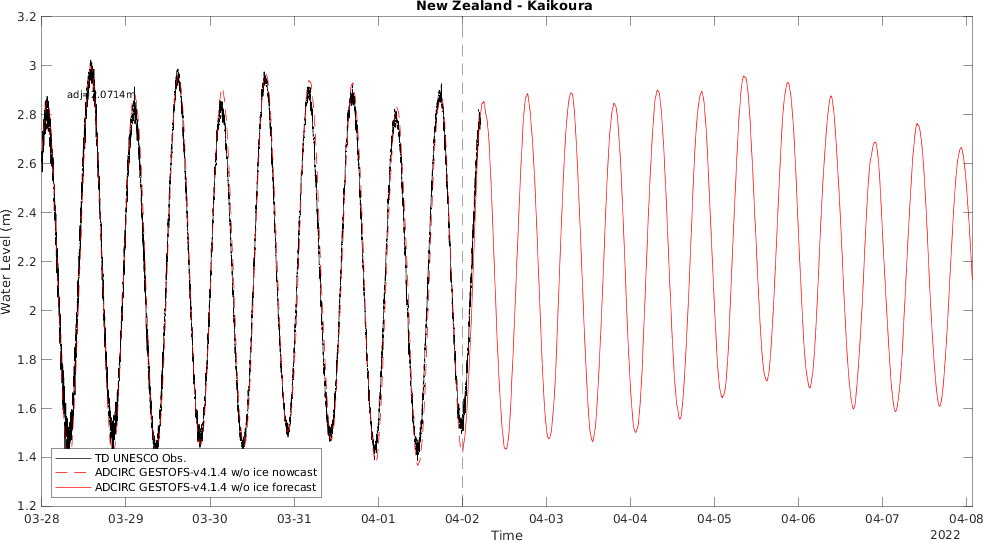 New Zealand - Kaikoura
3.2
3
2.8
2.6
2.4
2.2
2
1.8
1.6
1.4
1.2
Water Level (m)
TD UNESCO Obs.
ADCIRC GESTOFS-v4.1.4 w/o ice nowcast
ADCIRC GESTOFS-v4.1.4 w/o ice forecast
03-28 03-29 03-30 03-31 04-01 04-02 04-03 04-04 04-05 04-06 04-07 04-08
Time
2022